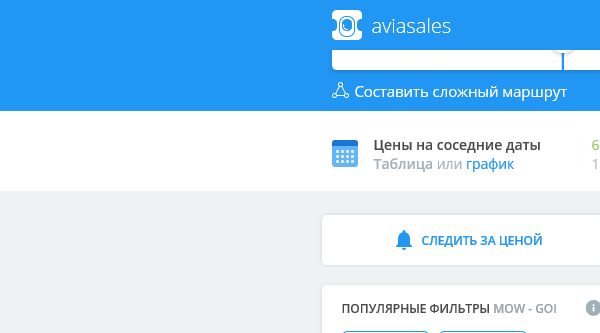 aviasales
Составить сложный маршрут
Цены на соседние даты
6
Таблица или график
1
СЛЕДИТЬ ЗА ЦЕНОЙ
ПОПУЛЯРНЫЕ ФИЛЬТРЫ MOW - GOI